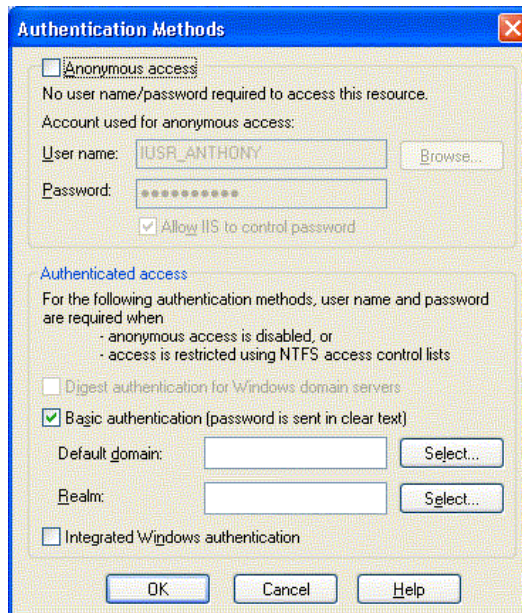 Authentication Methods
Anonymous access
No user name/password required to access this resource.
Account used for anonymous access:
User name: IUSR_ANTHONY Browse...
Password: ●●●●●●●●●●
Allow IIS to control password
Authenticated access
For the following authentication methods, user name and password
are required when
- anonymous access is disabled, or
- access is restricted using NTFS access control lists
Digest authentication for Windows domain servers
Basic authentication (password is sent in clear text)
Default domain: Select...
Realm: Select...
Integrated Windows authentication
OK Cancel Help